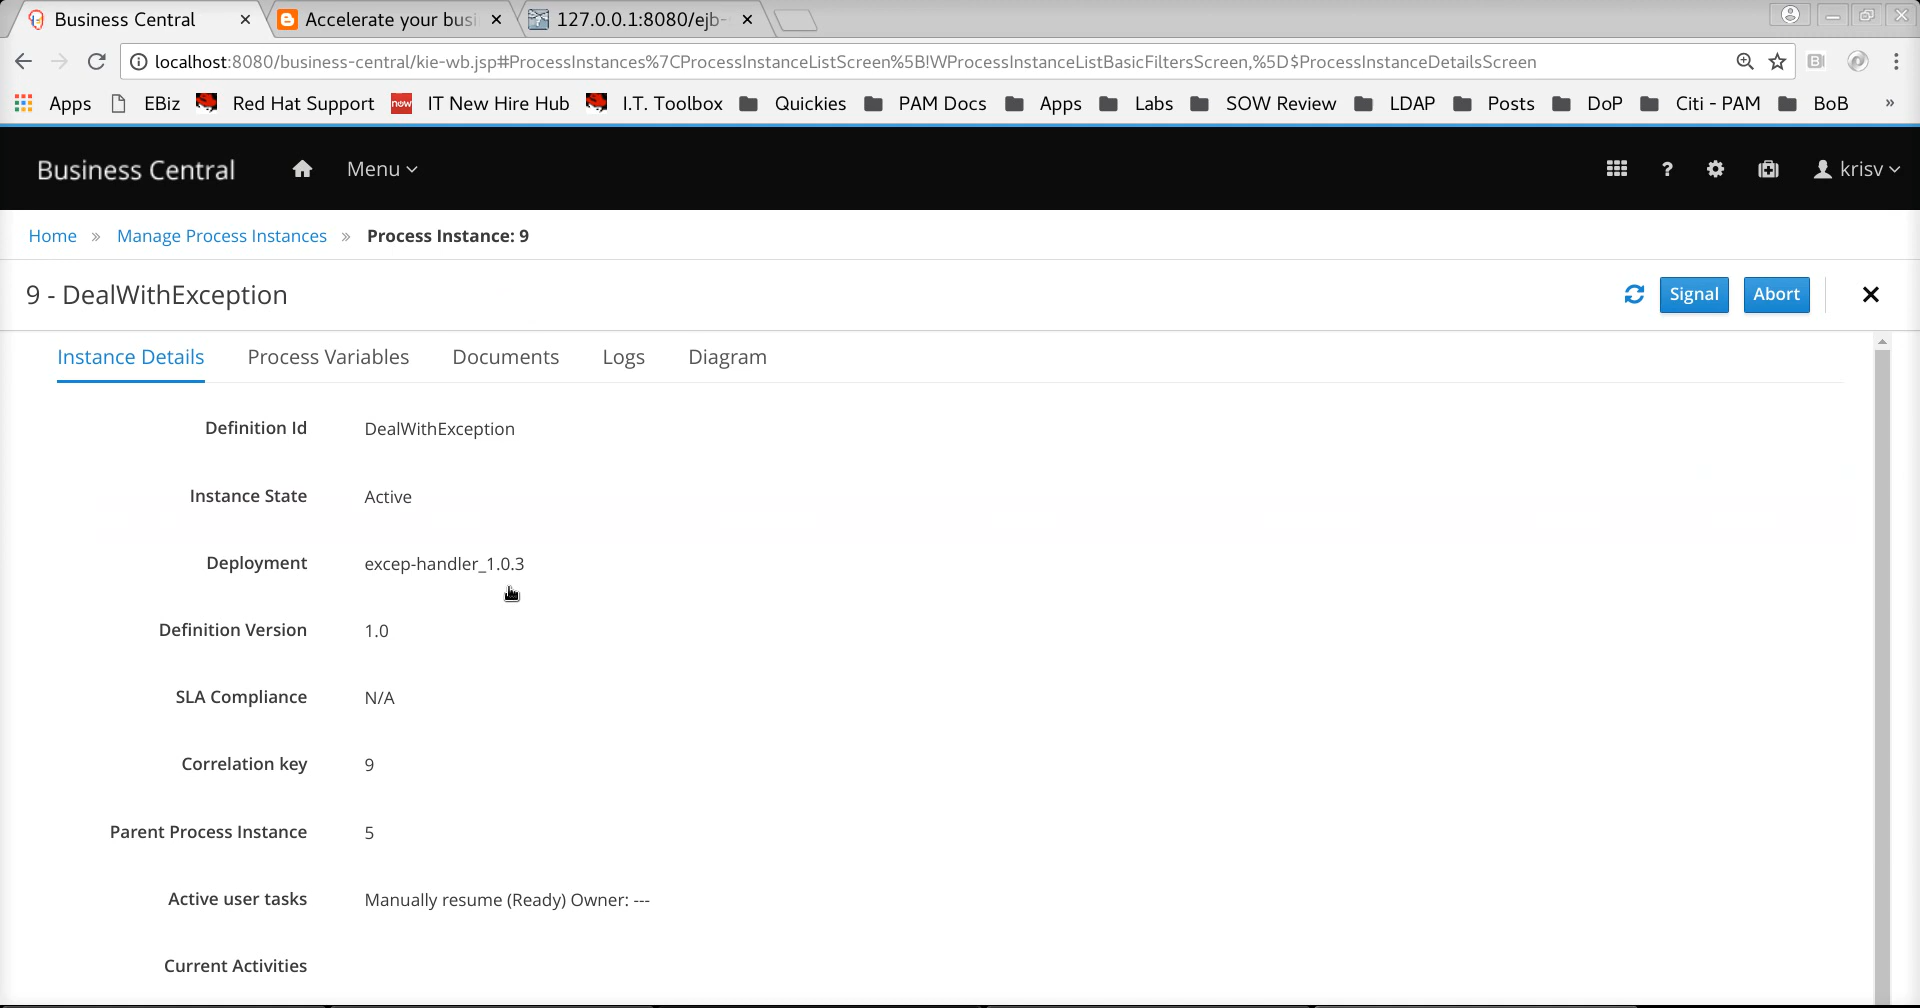 Business Central
Accelerate your busi
127.0.0.1:8080/ejb-
localhost:8080/business-central/kie-wb.jsp#ProcessInstances%7CProcessInstanceListScreen%5B!WProcessInstanceListBasicFiltersScreen,%5D$ProcessInstanceDetailsScreen
Apps EBiz Red Hat Support now IT New Hire Hub I.T. Toolbox Quickies PAM Docs Apps Labs SOW Review LDAP Posts DoP Citi - PAM BoB »
Business Central Menu ? krisv
Home » Manage Process Instances » Process Instance: 9
9 - DealWithException Signal Abort
Instance Details Process Variables Documents Logs Diagram
Definition Id DealWithException
Instance State Active
Deployment excep-handler_1.0.3
Definition Version 1.0
SLA Compliance N/A
Correlation key 9
Parent Process Instance 5
Active user tasks Manually resume (Ready) Owner: ---
Current Activities